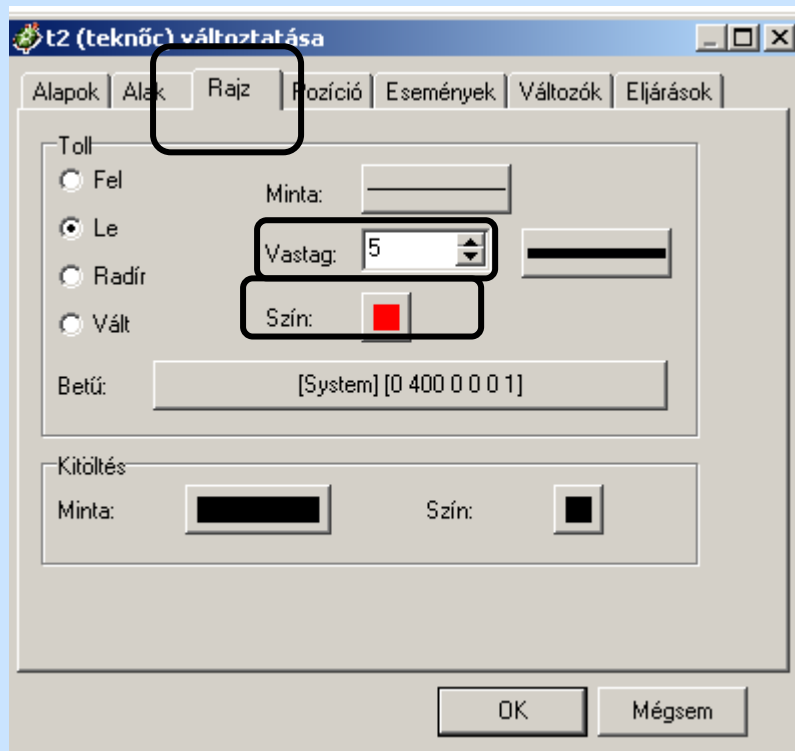 t2 (teknőc) változtatása
Alapok Alak Rajz Pozíció Események Változók Eljárások
Toll
Fel
Minta:
Le
Vastag: 5
Radír
Szín:
Vált
Betű: [System] [0 400 0 0 0 1]
Kitöltés
Minta: Szín:
OK Mégsem